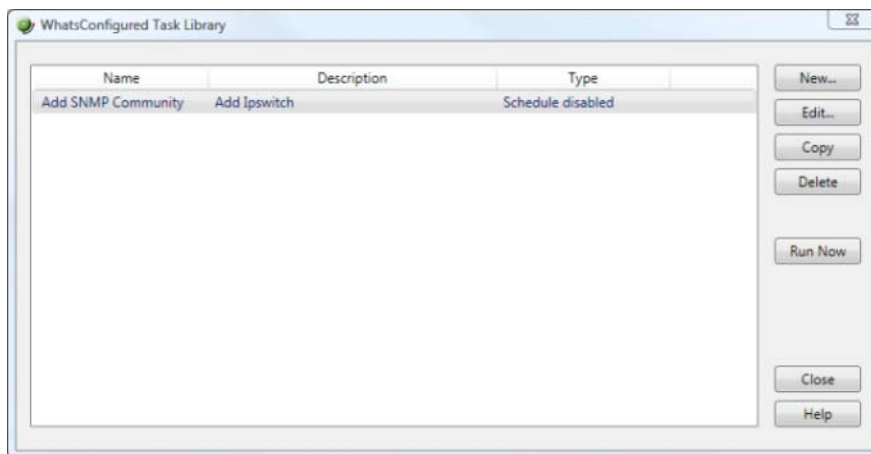 WhatsConfigured Task Library
Name Description Type
Add SNMP Community Add Ipswitch Schedule disabled
New...
Edit...
Copy
Delete
Run Now
Close
Help